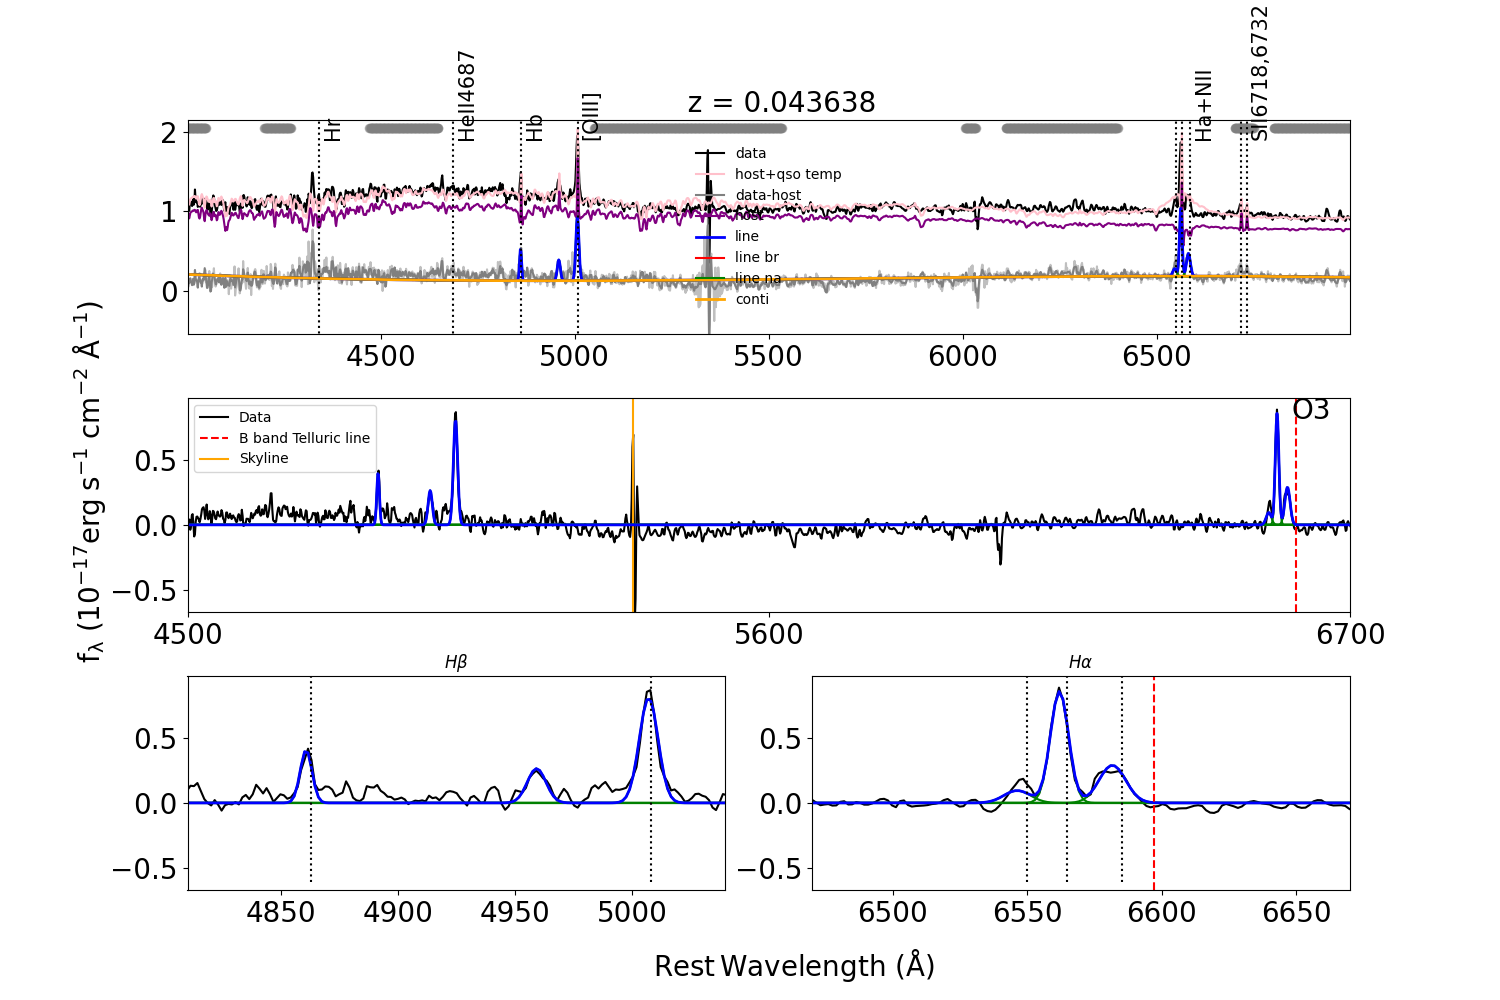 z = 0.043638
Hr
HeII4687
Hb
[OIII]
Ha+NII
SII6718,6732
2
1
0
data
host+qso temp
data-host
host
line
line br
line na
conti
4500 5000 5500 6000 6500
fλ (10⁻¹⁷erg s⁻¹ cm⁻² Å⁻¹)
Data
B band Telluric line
Skyline
O3
0.5
0.0
−0.5
4500 5600 6700
Hβ
0.5
0.0
−0.5
4850 4900 4950 5000
Hα
0.5
0.0
−0.5
6500 6550 6600 6650
Rest Wavelength (Å)